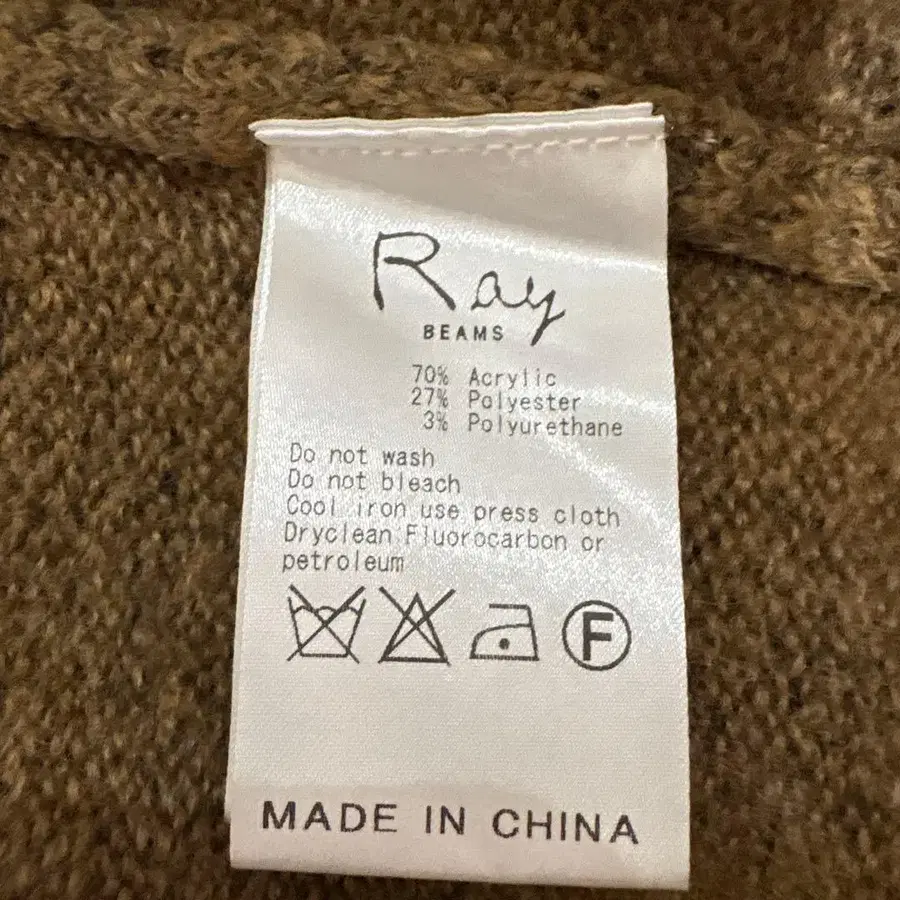 Ray
BEAMS
70% Acrylic
27% Polyester
3% Polyurethane
Do not wash
Do not bleach
Cool iron use press cloth
Dryclean Fluorocarbon or
petroleum
F
MADE IN CHINA